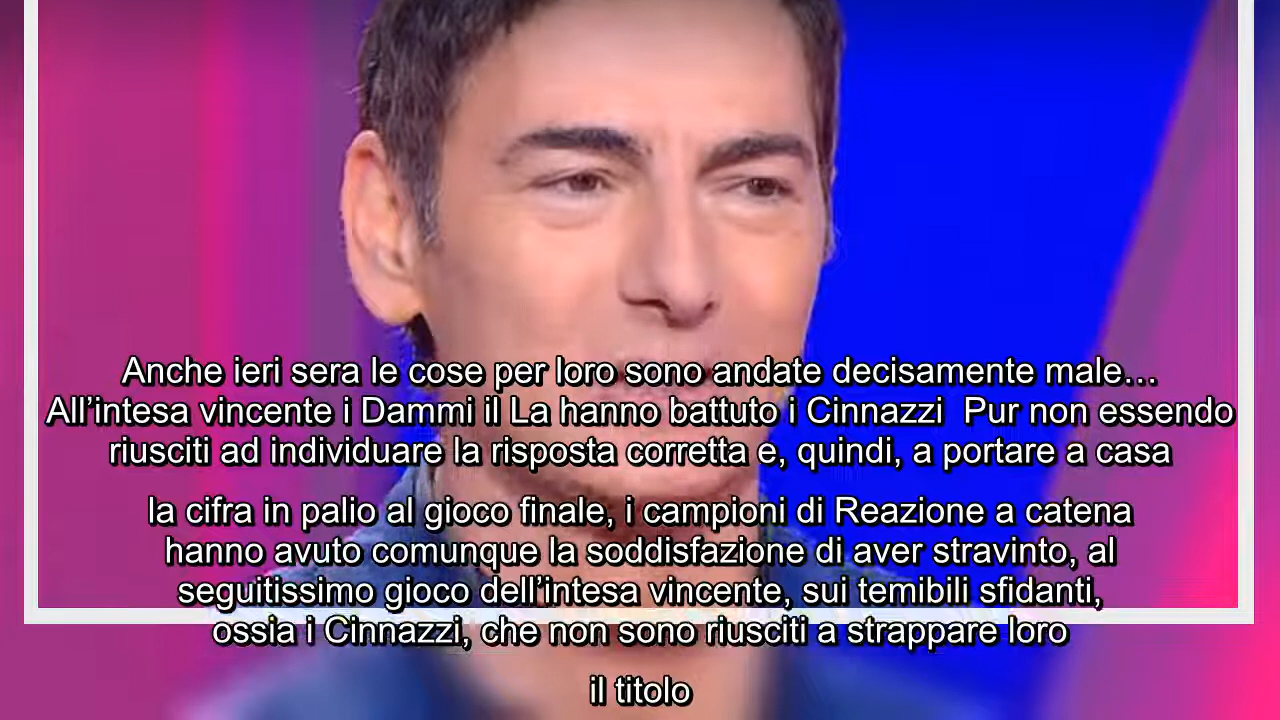 Anche ieri sera le cose per loro sono andate decisamente male…
All’intesa vincente i Dammi il La hanno battuto i Cinnazzi  Pur non essendo
riusciti ad individuare la risposta corretta e, quindi, a portare a casa
la cifra in palio al gioco finale, i campioni di Reazione a catena
hanno avuto comunque la soddisfazione di aver stravinto, al
seguitissimo gioco dell’intesa vincente, sui temibili sfidanti,
ossia i Cinnazzi, che non sono riusciti a strappare loro
il titolo